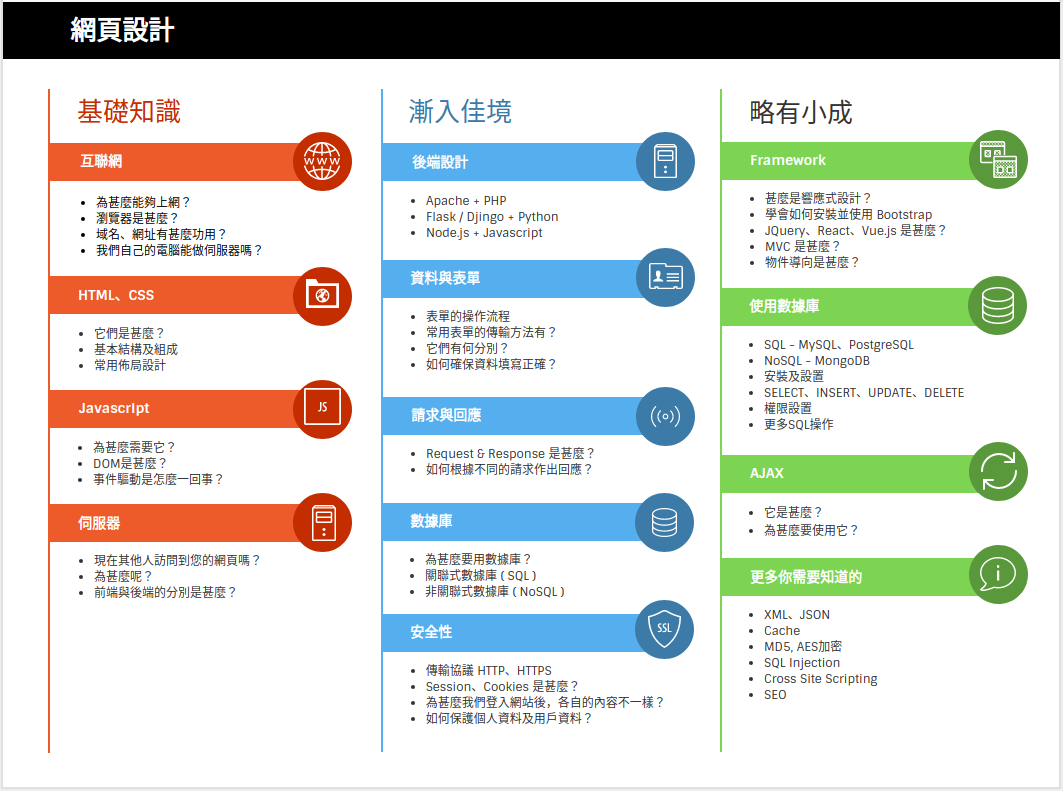 網頁設計
基礎知識
互聯網
WWW
為甚麼能夠上網？
瀏覽器是甚麼？
域名、網址有甚麼功用？
我們自己的電腦能做伺服器嗎？
HTML、CSS
它們是甚麼？
基本結構及組成
常用佈局設計
Javascript
JS
為甚麼需要它？
DOM是甚麼？
事件驅動是怎麼一回事？
伺服器
現在其他人訪問到您的網頁嗎？
為甚麼呢？
前端與後端的分別是甚麼？
漸入佳境
後端設計
Apache + PHP
Flask / Djingo + Python
Node.js + Javascript
資料與表單
表單的操作流程
常用表單的傳輸方法有？
它們有何分別？
如何確保資料填寫正確？
請求與回應
Request & Response 是甚麼？
如何根據不同的請求作出回應？
數據庫
為甚麼要用數據庫？
關聯式數據庫 ( SQL )
非關聯式數據庫 ( NoSQL )
安全性
SSL
傳輸協議 HTTP、HTTPS
Session、Cookies 是甚麼？
為甚麼我們登入網站後，各自的內容不一樣？
如何保護個人資料及用戶資料？
略有小成
Framework
甚麼是響應式設計？
學會如何安裝並使用 Bootstrap
JQuery、React、Vue.js 是甚麼？
MVC 是甚麼？
物件導向是甚麼？
使用數據庫
SQL - MySQL、PostgreSQL
NoSQL - MongoDB
安裝及設置
SELECT、INSERT、UPDATE、DELETE
權限設置
更多SQL操作
AJAX
它是甚麼？
為甚麼要使用它？
更多你需要知道的
i
XML、JSON
Cache
MD5, AES加密
SQL Injection
Cross Site Scripting
SEO